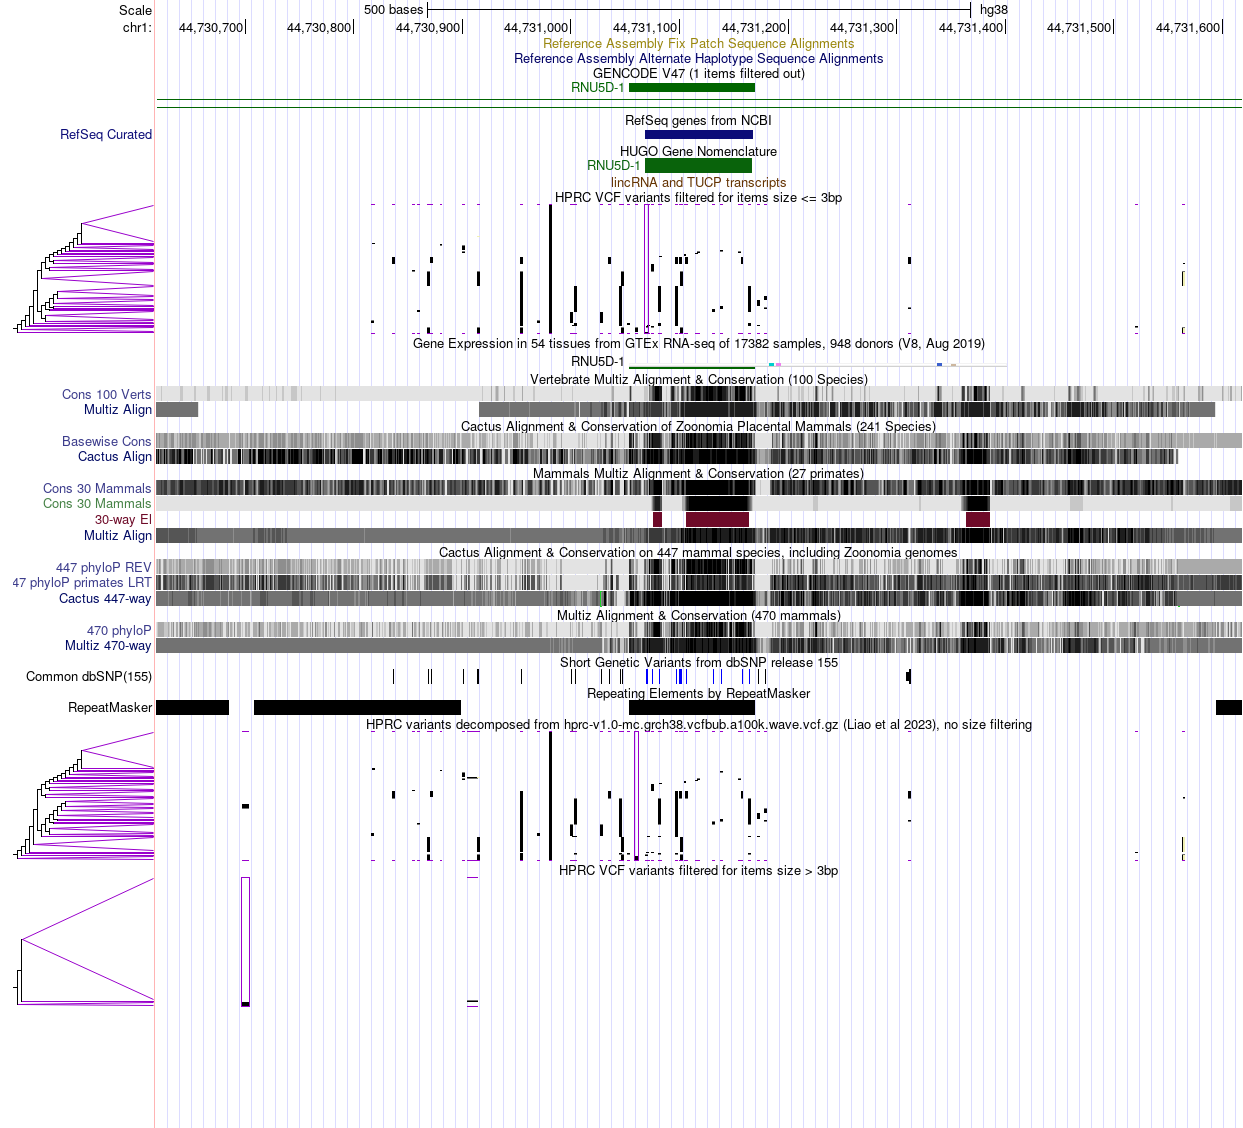 Scale 500 bases hg38
chr1: 44,730,700 44,730,800 44,730,900 44,731,000 44,731,100 44,731,200 44,731,300 44,731,400 44,731,500 44,731,600
Reference Assembly Fix Patch Sequence Alignments
Reference Assembly Alternate Haplotype Sequence Alignments
GENCODE V47 (1 items filtered out)
RNU5D-1
RefSeq genes from NCBI
RefSeq Curated
HUGO Gene Nomenclature
RNU5D-1
lincRNA and TUCP transcripts
HPRC VCF variants filtered for items size <= 3bp
Gene Expression in 54 tissues from GTEx RNA-seq of 17382 samples, 948 donors (V8, Aug 2019)
RNU5D-1
Vertebrate Multiz Alignment & Conservation (100 Species)
Cons 100 Verts
Multiz Align
Cactus Alignment & Conservation of Zoonomia Placental Mammals (241 Species)
Basewise Cons
Cactus Align
Mammals Multiz Alignment & Conservation (27 primates)
Cons 30 Mammals
Cons 30 Mammals
30-way El
Multiz Align
Cactus Alignment & Conservation on 447 mammal species, including Zoonomia genomes
447 phyloP REV
47 phyloP primates LRT
Cactus 447-way
Multiz Alignment & Conservation (470 mammals)
470 phyloP
Multiz 470-way
Short Genetic Variants from dbSNP release 155
Common dbSNP(155)
Repeating Elements by RepeatMasker
RepeatMasker
HPRC variants decomposed from hprc-v1.0-mc.grch38.vcfbub.a100k.wave.vcf.gz (Liao et al 2023), no size filtering
HPRC VCF variants filtered for items size > 3bp